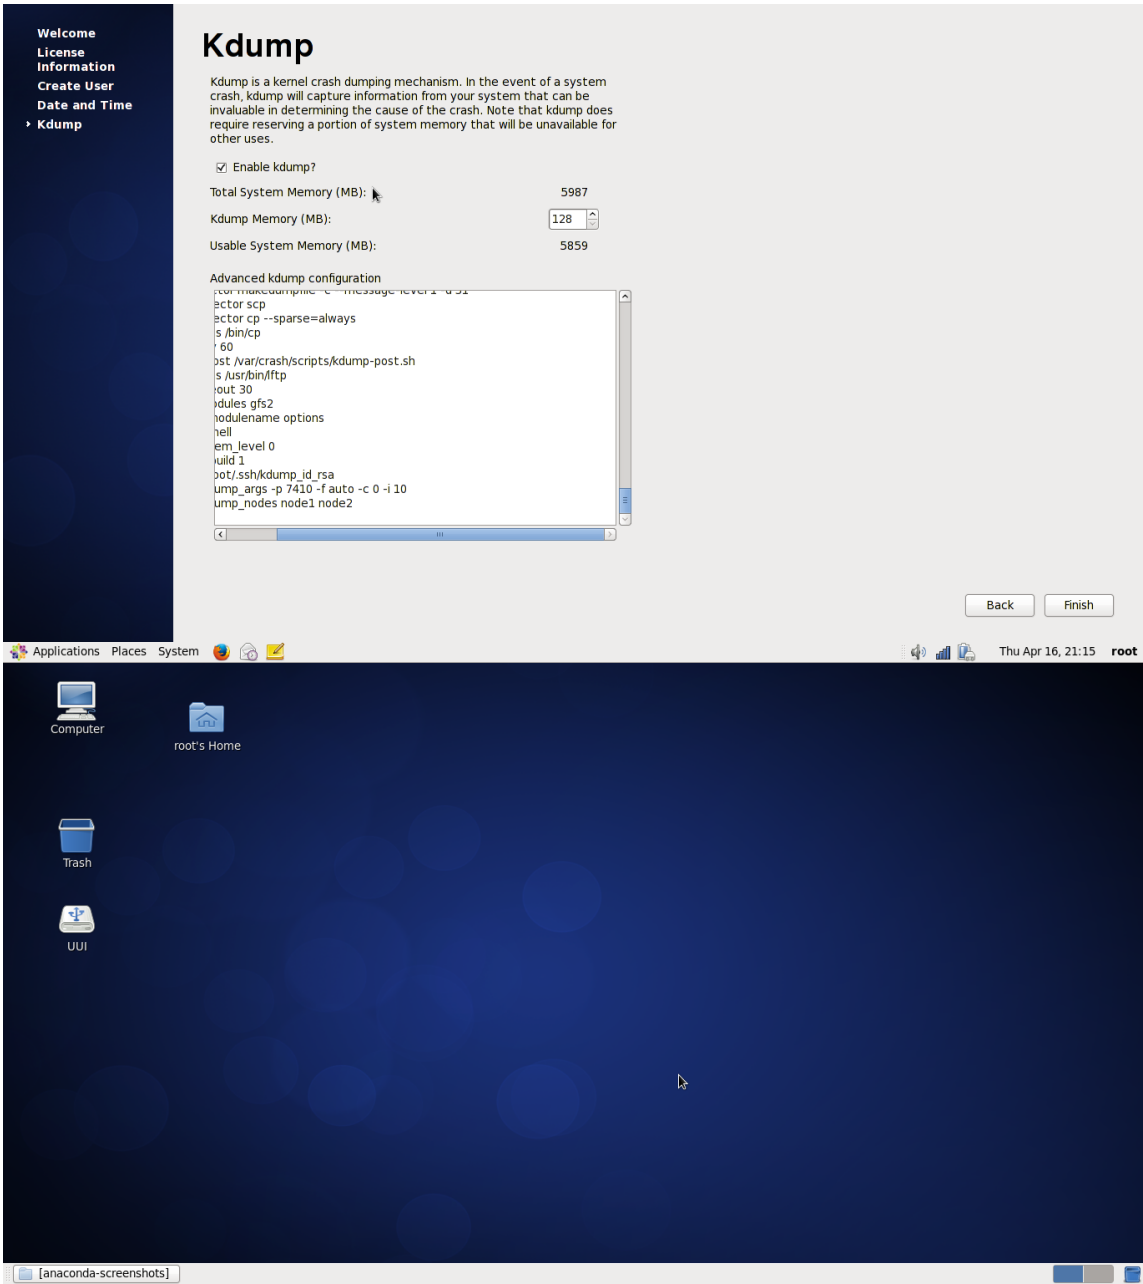 Welcome
License
Information
Create User
Date and Time
Kdump
Kdump
Kdump is a kernel crash dumping mechanism. In the event of a system
crash, kdump will capture information from your system that can be
invaluable in determining the cause of the crash. Note that kdump does
require reserving a portion of system memory that will be unavailable for
other uses.
Enable kdump?
Total System Memory (MB): 5987
Kdump Memory (MB): 128
Usable System Memory (MB): 5859
Advanced kdump configuration
ector scp
ector cp --sparse=always
s /bin/cp
60
ost /var/crash/scripts/kdump-post.sh
s /usr/bin/lftp
eout 30
odules gfs2
modulename options
hell
em_level 0
build 1
oot/.ssh/kdump_id_rsa
ump_args -p 7410 -f auto -c 0 -i 10
ump_nodes node1 node2
Back Finish
Applications Places System Thu Apr 16, 21:15 root
Computer
root's Home
Trash
UUI
[anaconda-screenshots]